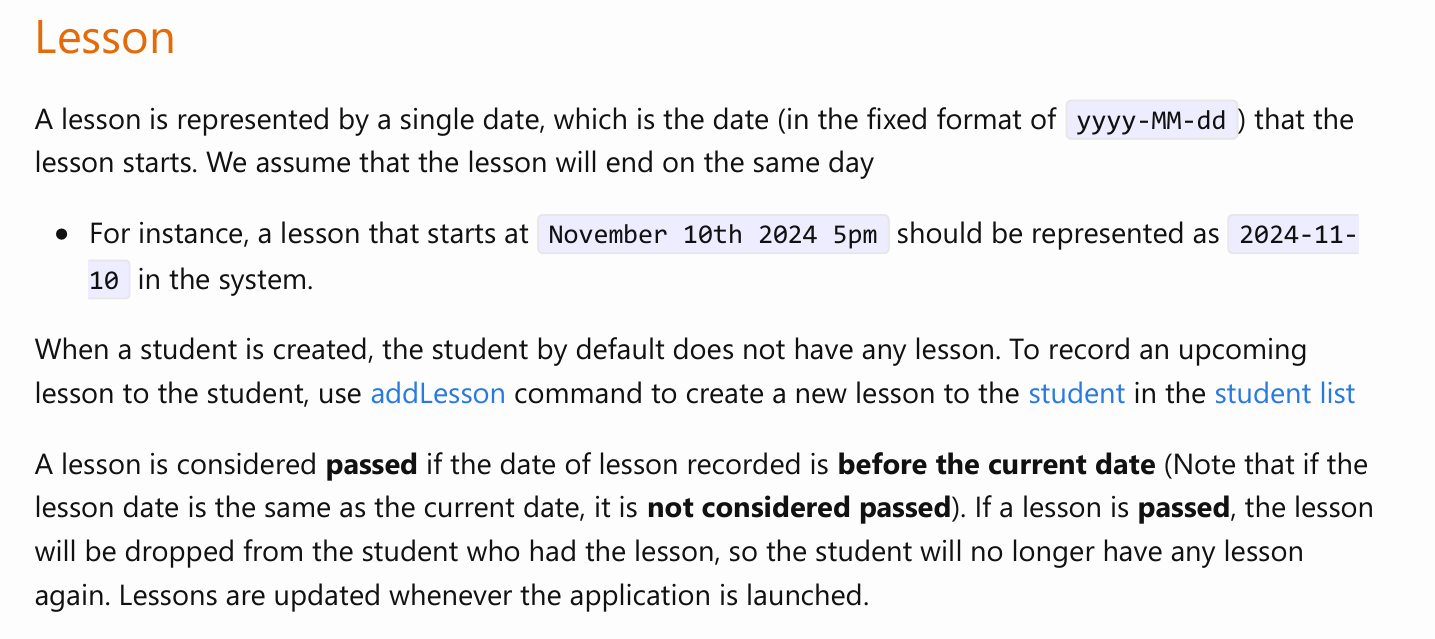 Lesson
A lesson is represented by a single date, which is the date (in the fixed format of yyyy-MM-dd) that the
lesson starts. We assume that the lesson will end on the same day
• For instance, a lesson that starts at November 10th 2024 5pm should be represented as 2024-11-
10 in the system.
When a student is created, the student by default does not have any lesson. To record an upcoming
lesson to the student, use addLesson command to create a new lesson to the student in the student list
A lesson is considered passed if the date of lesson recorded is before the current date (Note that if the
lesson date is the same as the current date, it is not considered passed). If a lesson is passed, the lesson
will be dropped from the student who had the lesson, so the student will no longer have any lesson
again. Lessons are updated whenever the application is launched.